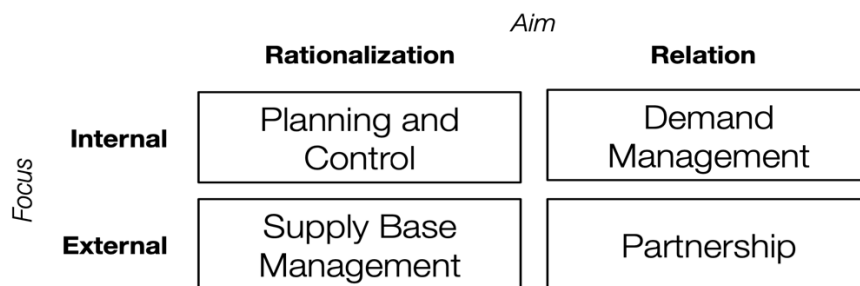 Aim
Rationalization Relation
Internal
Planning and
Control
Demand
Management
Focus
External
Supply Base
Management
Partnership